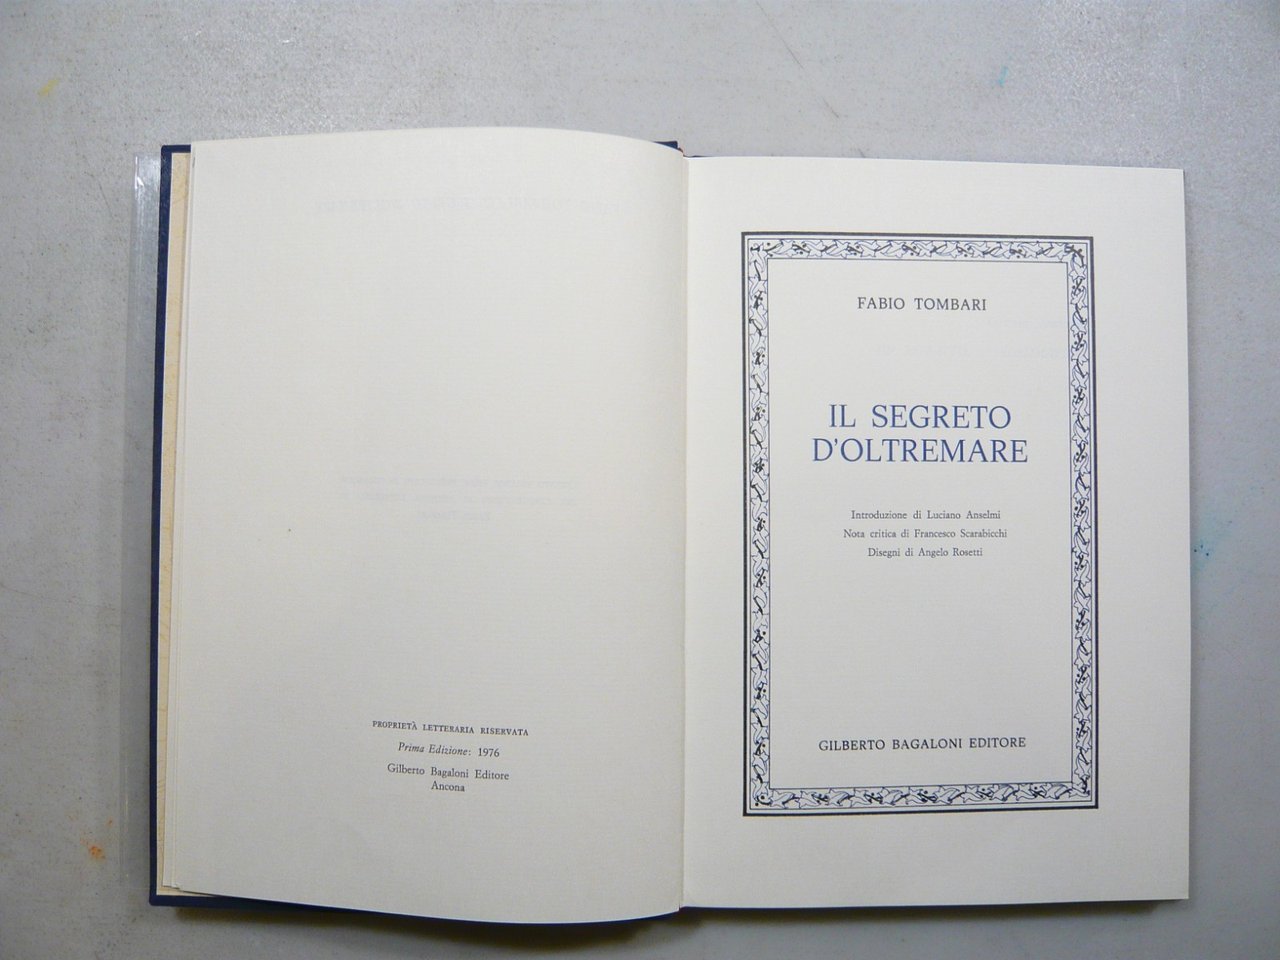 PROPRIETÀ LETTERARIA RISERVATA
Prima Edizione: 1976
Gilberto Bagaloni Editore
Ancona
FABIO TOMBARI
IL SEGRETO
D'OLTREMARE
Introduzione di Luciano Anselmi
Nota critica di Francesco Scarabicchi
Disegni di Angelo Rosetti
GILBERTO BAGALONI EDITORE